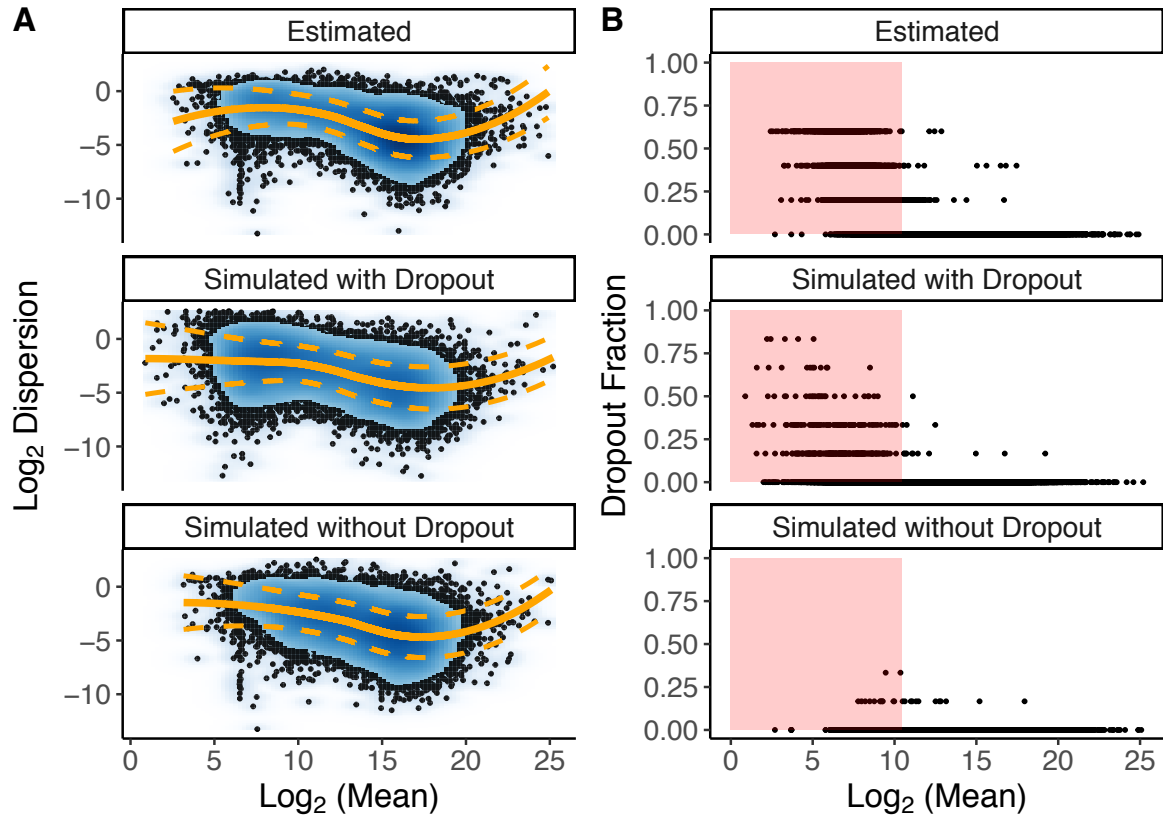 A
Estimated
0
−5
−10
Simulated with Dropout
0
−5
−10
Simulated without Dropout
0
−5
−10
0 5 10 15 20 25
Log₂ (Mean)
Log₂ Dispersion
B
Estimated
1.00
0.75
0.50
0.25
0.00
Simulated with Dropout
1.00
0.75
0.50
0.25
0.00
Simulated without Dropout
1.00
0.75
0.50
0.25
0.00
0 5 10 15 20 25
Log₂ (Mean)
Dropout Fraction